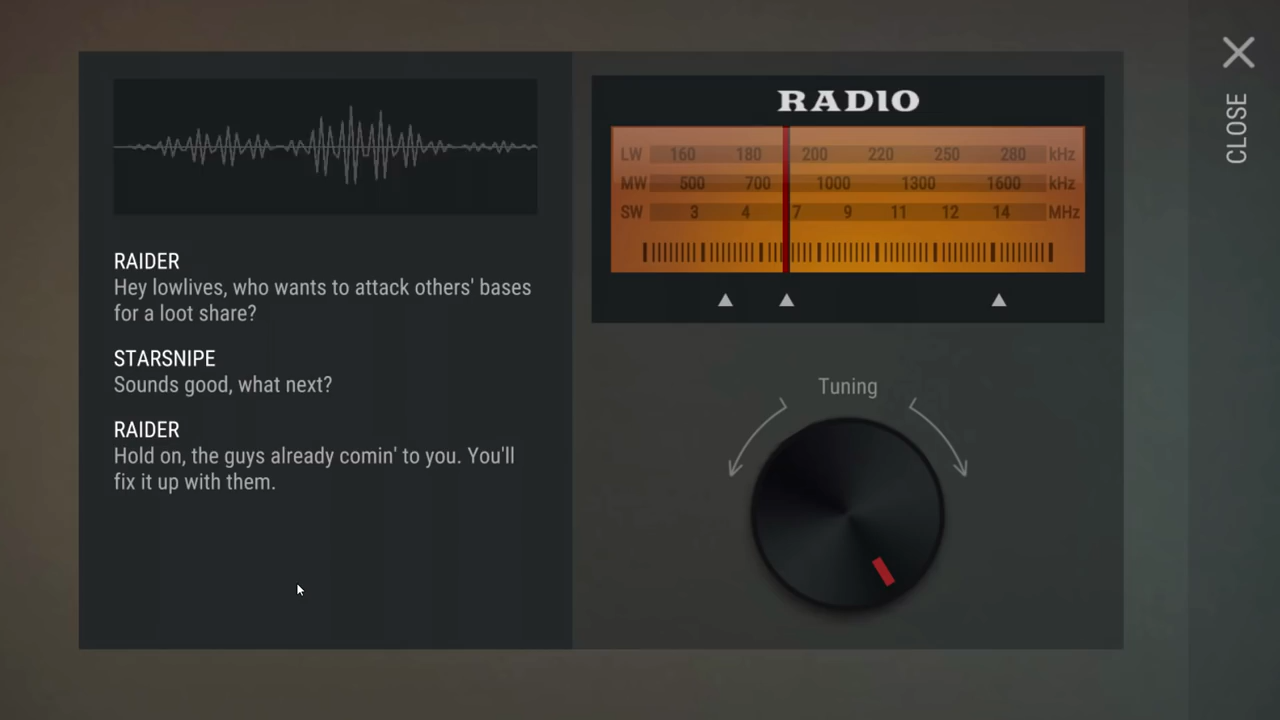 RAIDER
Hey lowlives, who wants to attack others' bases
for a loot share?
STARSNIPE
Sounds good, what next?
RAIDER
Hold on, the guys already comin' to you. You'll
fix it up with them.
RADIO
LW 160 180 200 220 250 280 kHz
MW 500 700 1000 1300 1600 kHz
SW 3 4 7 9 11 12 14 MHz
Tuning
CLOSE